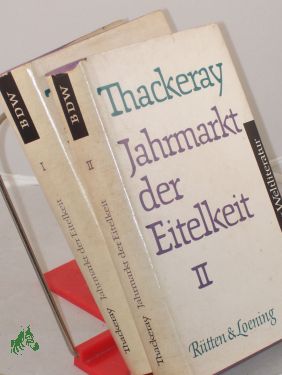 Thackeray
Jahrmarkt
der
Eitelkeit
II
Rütten & Loening
Weltliteratur
BDW
I
Thackeray Jahrmarkt der Eitelkeit
BDW
II
Thackeray Jahrmarkt der Eitelkeit